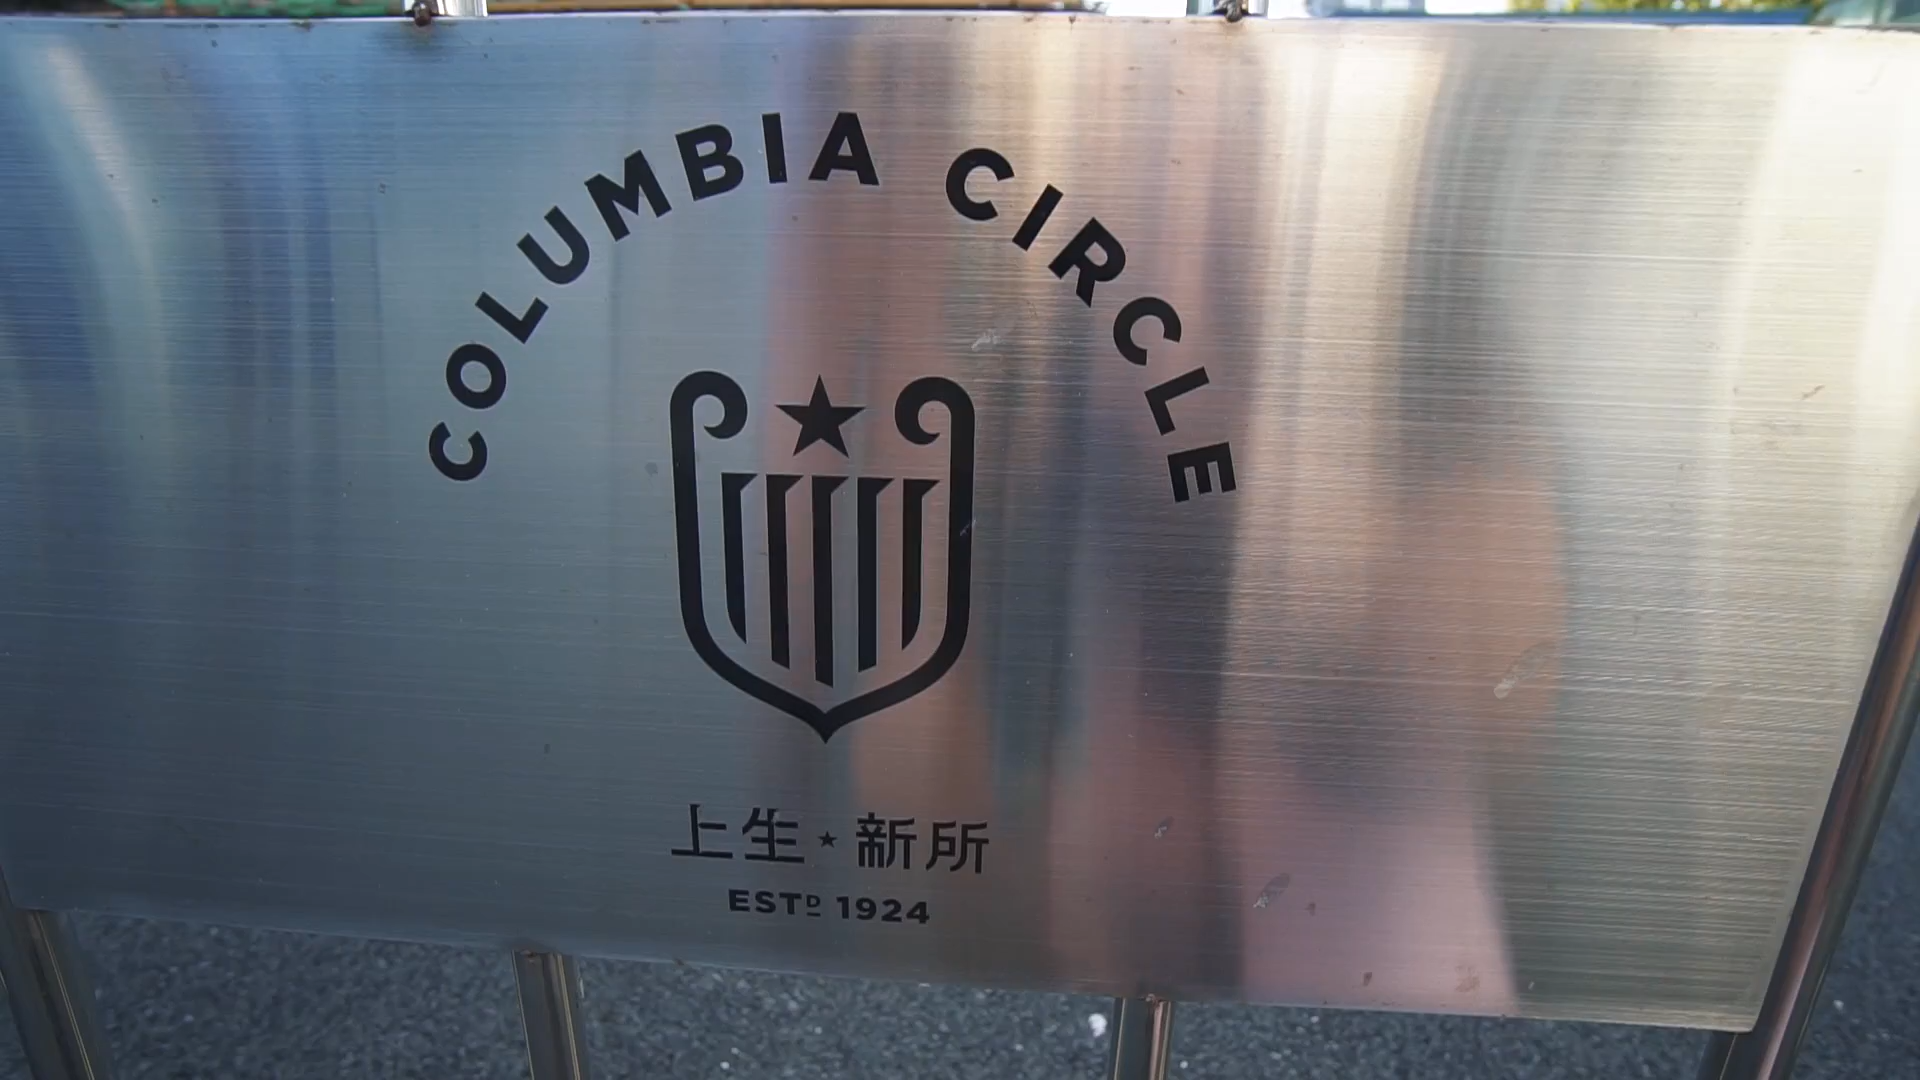 COLUMBIA CIRCLE
上生★新所
ESTD 1924